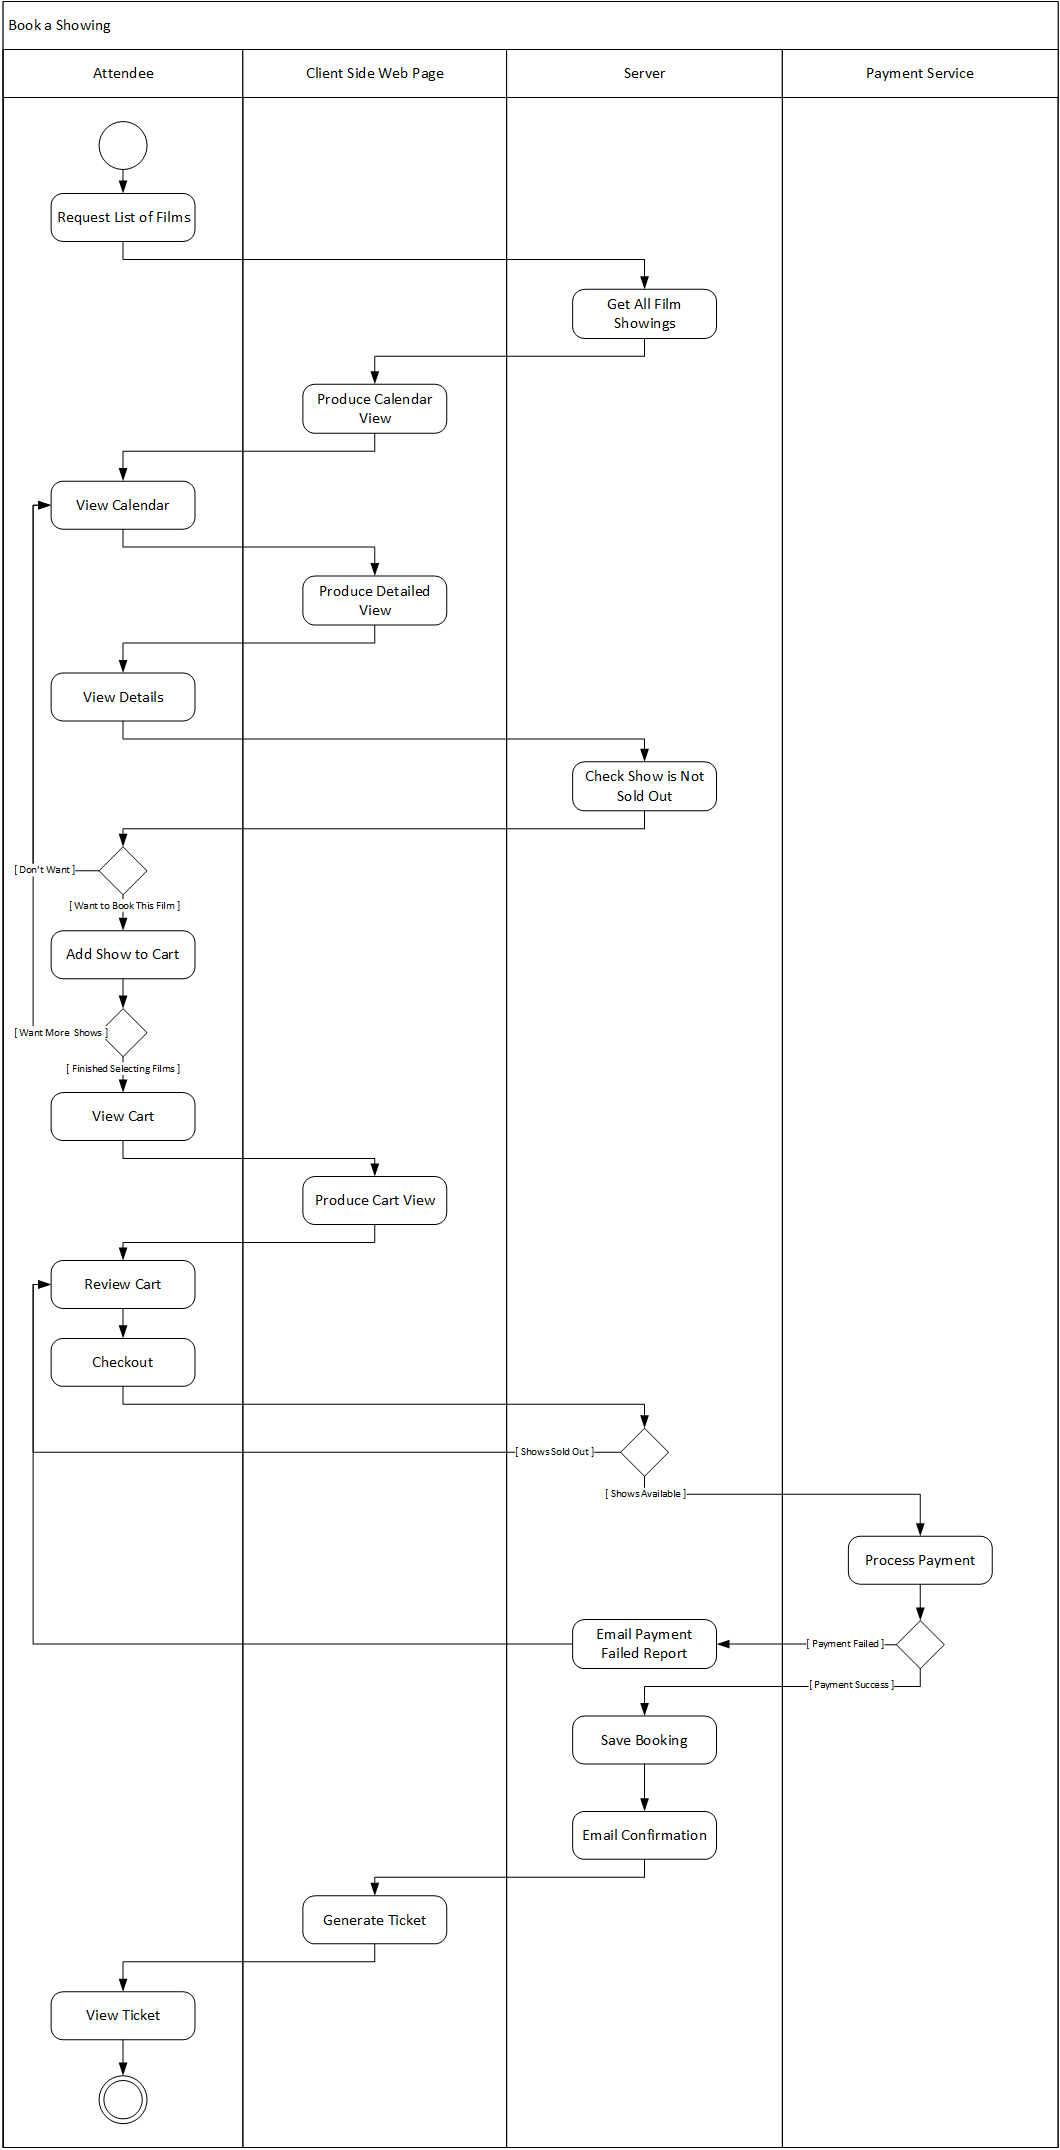 Book a Showing
Attendee
Client Side Web Page
Server
Payment Service
Request List of Films
Get All Film
Showings
Produce Calendar
View
View Calendar
Produce Detailed
View
View Details
Check Show is Not
Sold Out
[ Don't Want ]
[ Want to Book This Film ]
Add Show to Cart
[ Want More Shows ]
[ Finished Selecting Films ]
View Cart
Produce Cart View
Review Cart
Checkout
[ Shows Sold Out ]
[ Shows Available ]
Process Payment
Email Payment
Failed Report
[ Payment Failed ]
[ Payment Success ]
Save Booking
Email Confirmation
Generate Ticket
View Ticket